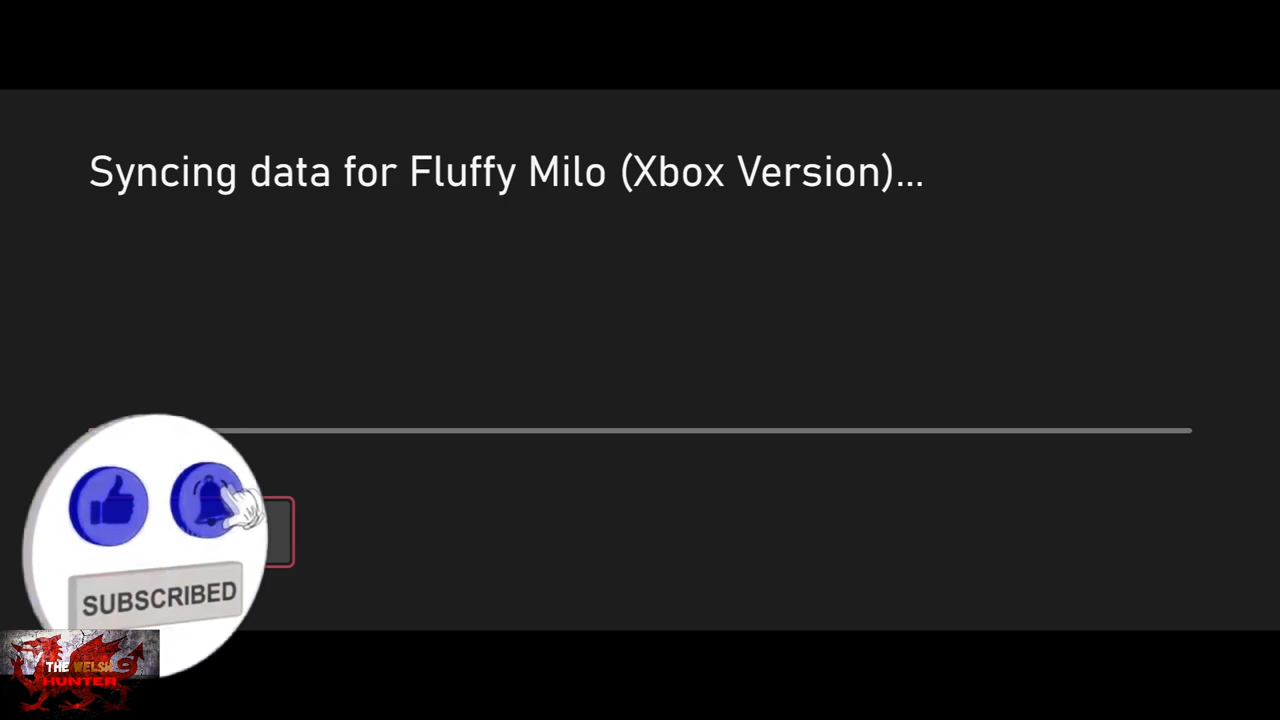 Syncing data for Fluffy Milo (Xbox Version)...
SUBSCRIBED
THE WELSH
HUNTER